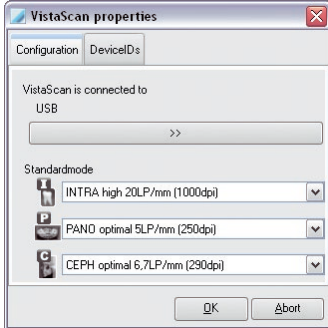 VistaScan properties
Configuration DeviceIDs
VistaScan is connected to
USB
>>
Standardmode
I
INTRA high 20LP/mm (1000dpi)
P
PANO optimal 5LP/mm (250dpi)
C
CEPH optimal 6,7LP/mm (290dpi)
OK Abort